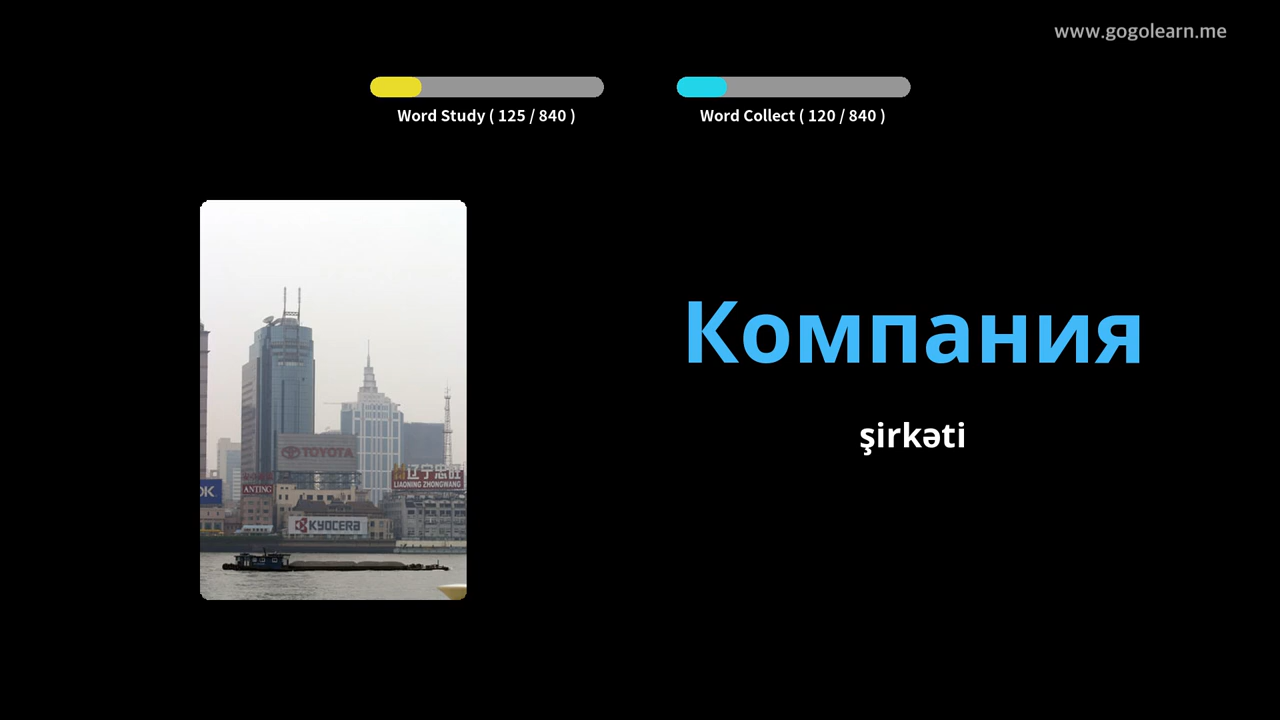 www.gogolearn.me
Word Study ( 125 / 840 )
Word Collect ( 120 / 840 )
Компания
şirkəti
TOYOTA
辽宁忠旺
LIAONING ZHONGWANG
ANTING
OK
KYOCERA